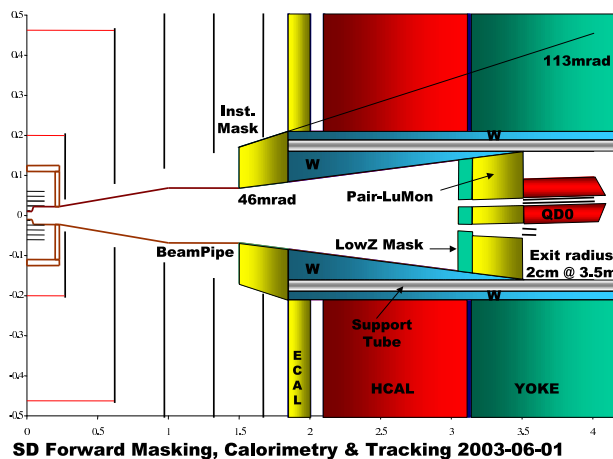 0.5
0.4
0.3
0.2
0.1
0
-0.1
-0.2
-0.3
-0.4
-0.5
113mrad
Inst.
Mask
W
W
46mrad
Pair-LuMon
QD0
BeamPipe
LowZ Mask
Exit radius
2cm @ 3.5m
W
W
Support
Tube
ECAL
HCAL
YOKE
0 0.5 1 1.5 2 2.5 3 3.5 4
SD Forward Masking, Calorimetry & Tracking 2003-06-01